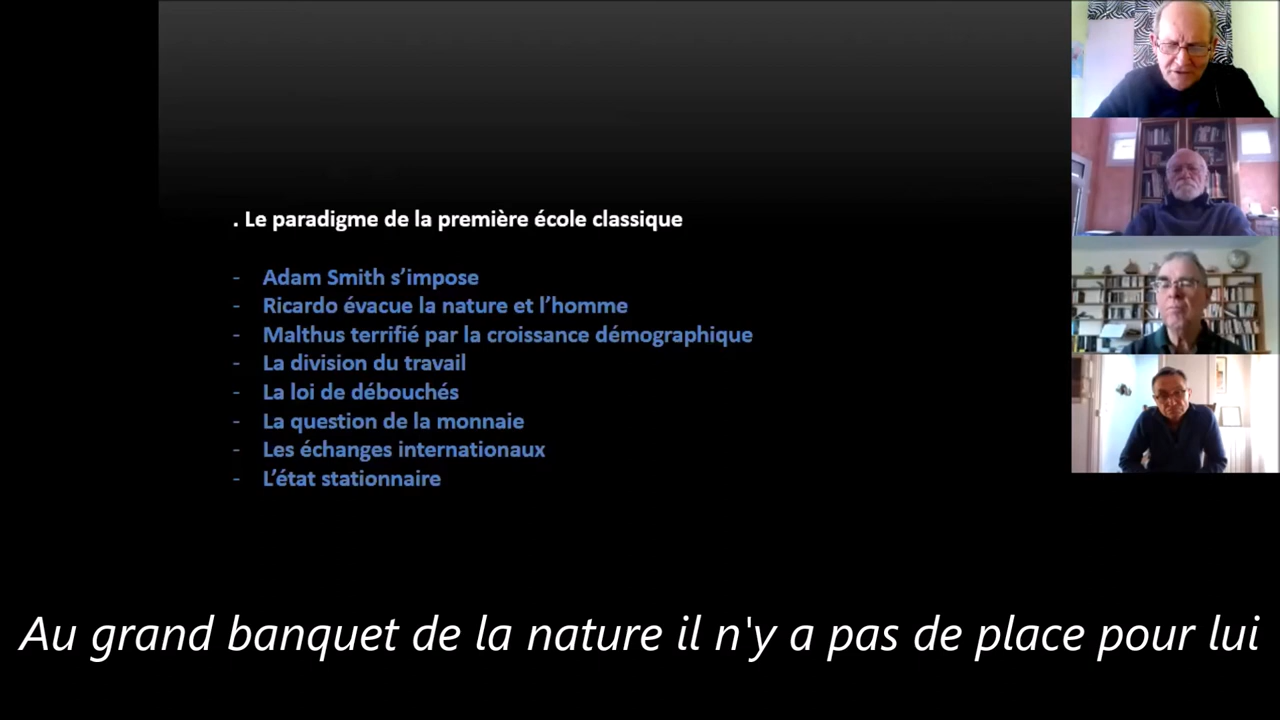 . Le paradigme de la première école classique
- Adam Smith s’impose
- Ricardo évacue la nature et l’homme
- Malthus terrifié par la croissance démographique
- La division du travail
- La loi de débouchés
- La question de la monnaie
- Les échanges internationaux
- L’état stationnaire
Au grand banquet de la nature il n'y a pas de place pour lui